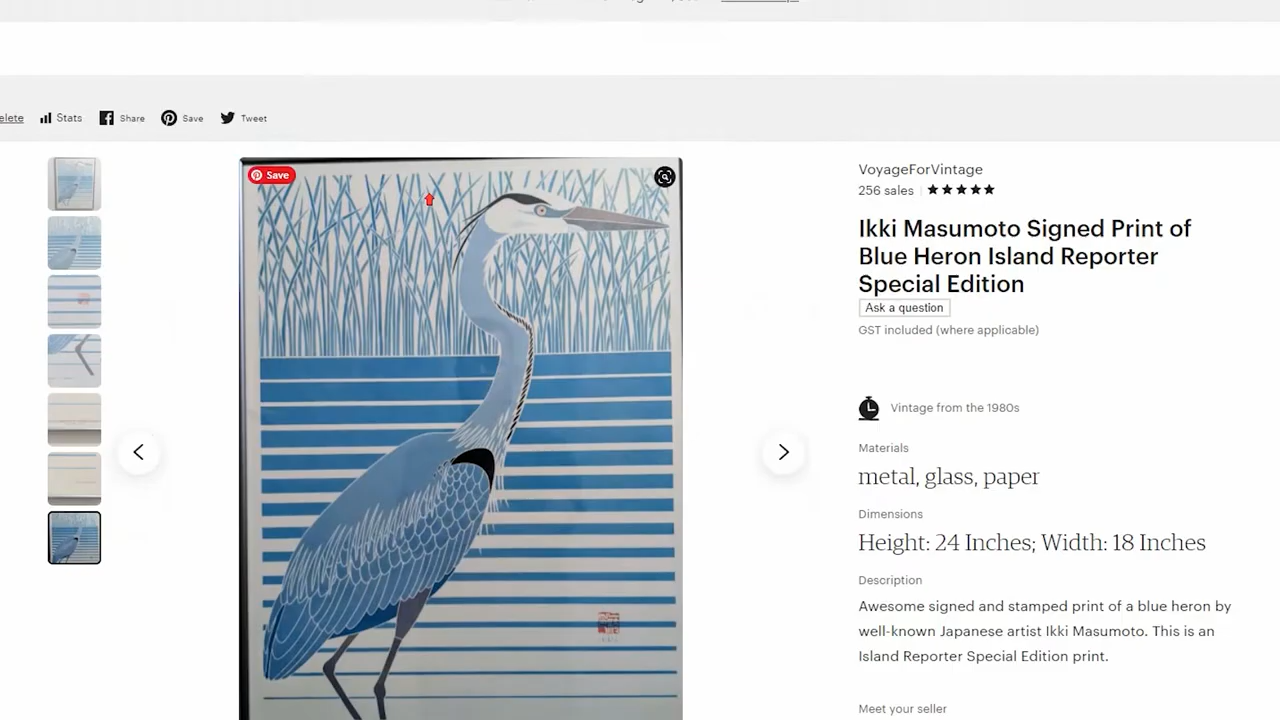 elete
Stats
Share
Save
Tweet
Save
VoyageForVintage
256 sales
Ikki Masumoto Signed Print of
Blue Heron Island Reporter
Special Edition
Ask a question
GST included (where applicable)
Vintage from the 1980s
Materials
metal, glass, paper
Dimensions
Height: 24 Inches; Width: 18 Inches
Description
Awesome signed and stamped print of a blue heron by
well-known Japanese artist Ikki Masumoto. This is an
Island Reporter Special Edition print.
Meet your seller